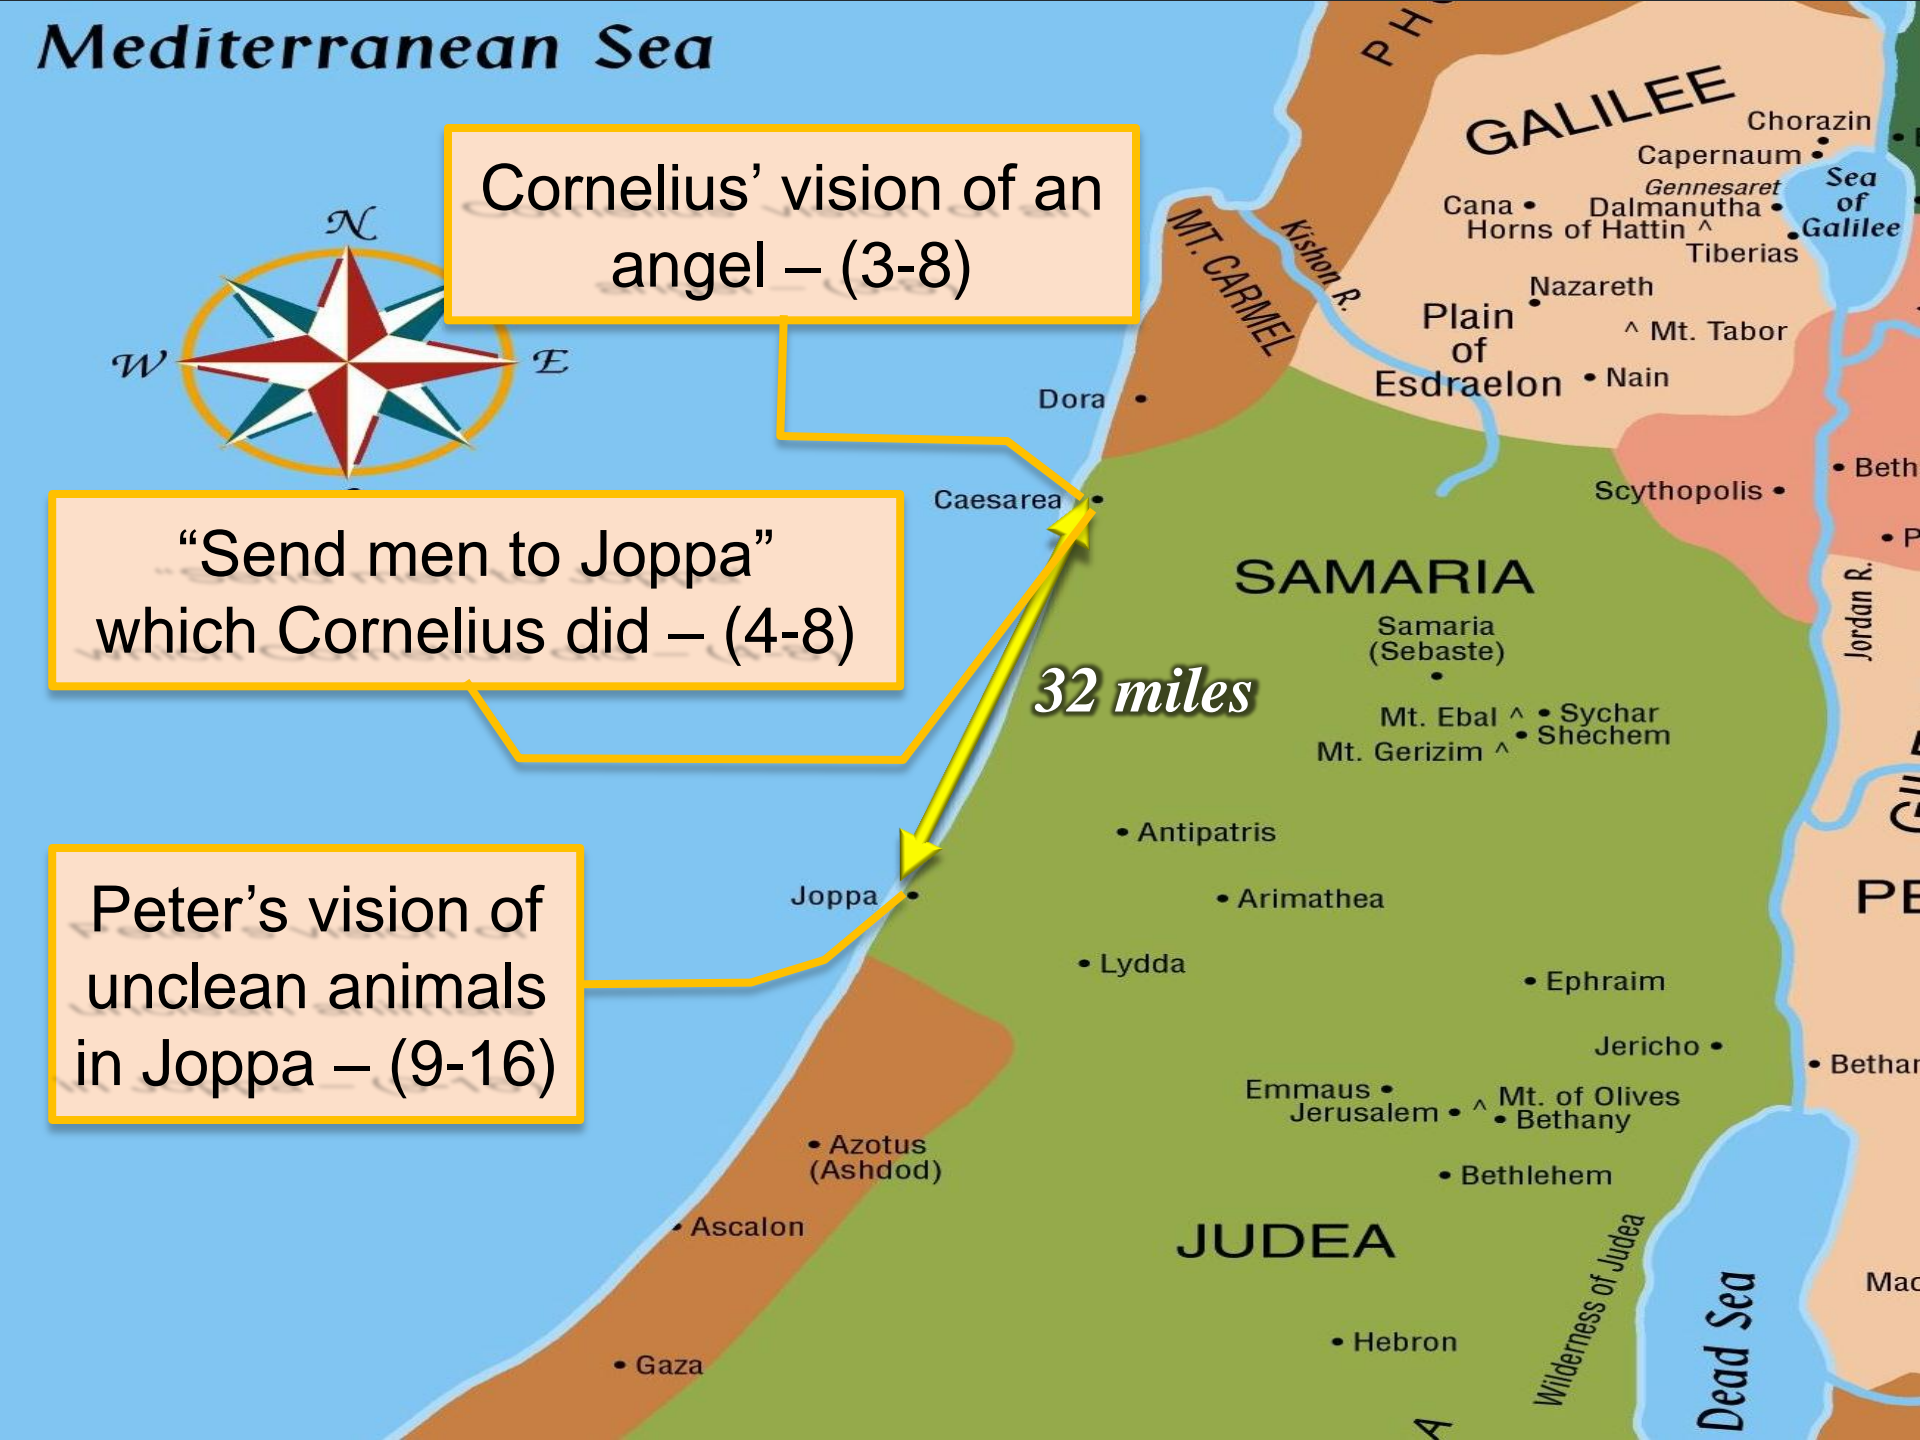 Mediterranean Sea
PHO
GALILEE
Chorazin
Capernaum
Gennesaret
Sea
of
Galilee
Cana
Dalmanutha
Horns of Hattin ^
Tiberias
Cornelius’ vision of an
angel – (3-8)
N
W
E
MT. CARMEL
Kishon R.
Nazareth
Plain
of
Esdraelon
^ Mt. Tabor
Nain
Dora
Caesarea
Beth
Scythopolis
P
“Send men to Joppa”
which Cornelius did – (4-8)
SAMARIA
Jordan R.
Samaria
(Sebaste)
32 miles
Mt. Ebal ^
Sychar
Shechem
Mt. Gerizim ^
Antipatris
Joppa
Arimathea
PE
Peter’s vision of
unclean animals
in Joppa – (9-16)
Lydda
Ephraim
Jericho
Emmaus
Jerusalem
^ Mt. of Olives
Bethany
Bethan
Azotus
(Ashdod)
Bethlehem
Ascalon
JUDEA
Wilderness of Judea
Dead Sea
Mac
Hebron
Gaza
A